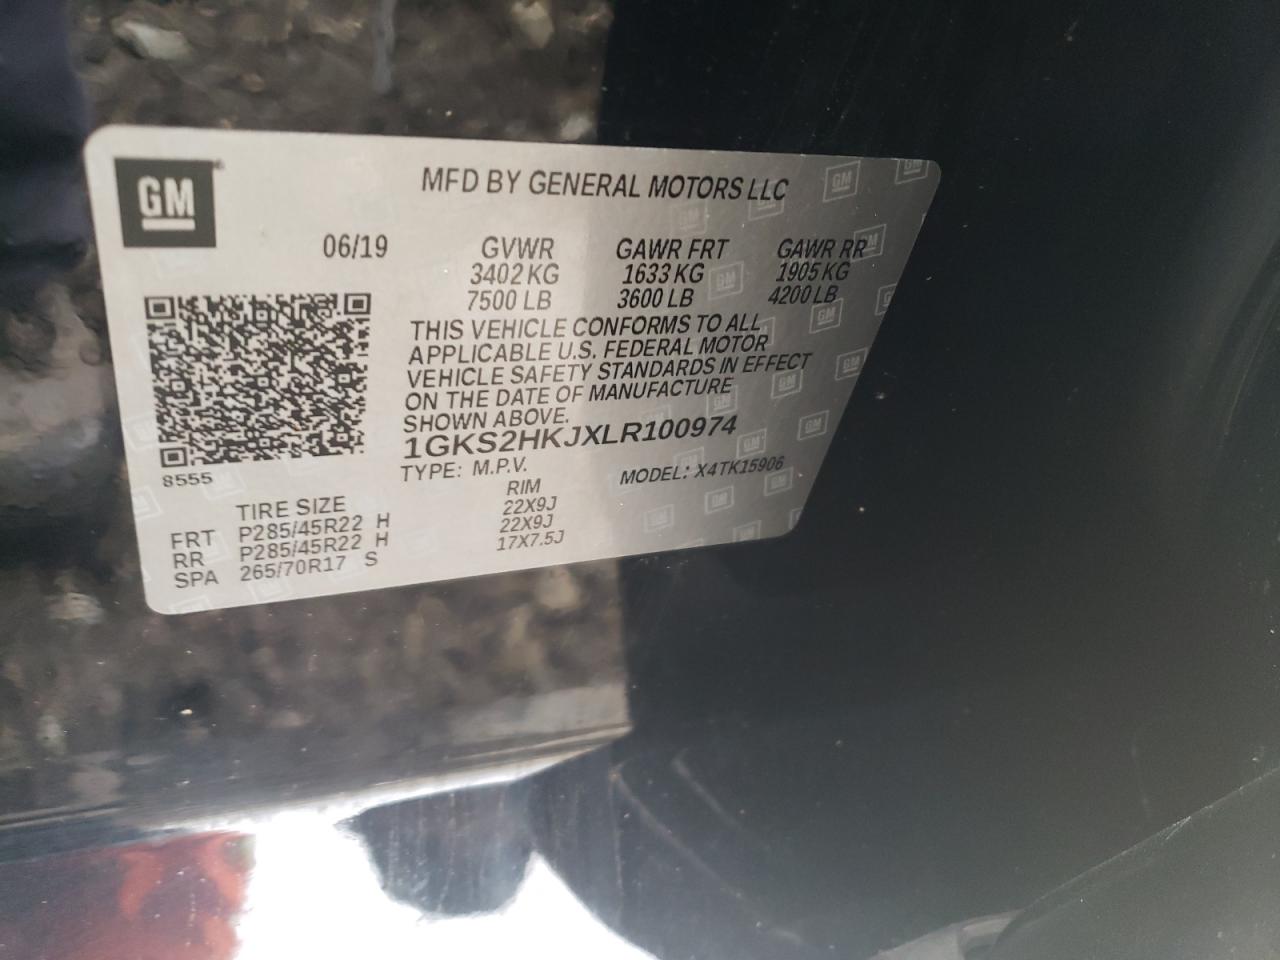 GM
MFD BY GENERAL MOTORS LLC
06/19 GVWR GAWR FRT GAWR RR
3402 KG 1633 KG 1905 KG
7500 LB 3600 LB 4200 LB
THIS VEHICLE CONFORMS TO ALL
APPLICABLE U.S. FEDERAL MOTOR
VEHICLE SAFETY STANDARDS IN EFFECT
ON THE DATE OF MANUFACTURE
SHOWN ABOVE.
1GKS2HKJXLR100974
8555 TYPE: M.P.V. MODEL: X4TK15906
TIRE SIZE RIM
FRT P285/45R22 H 22X9J
RR P285/45R22 H 22X9J
SPA 265/70R17 S 17X7.5J